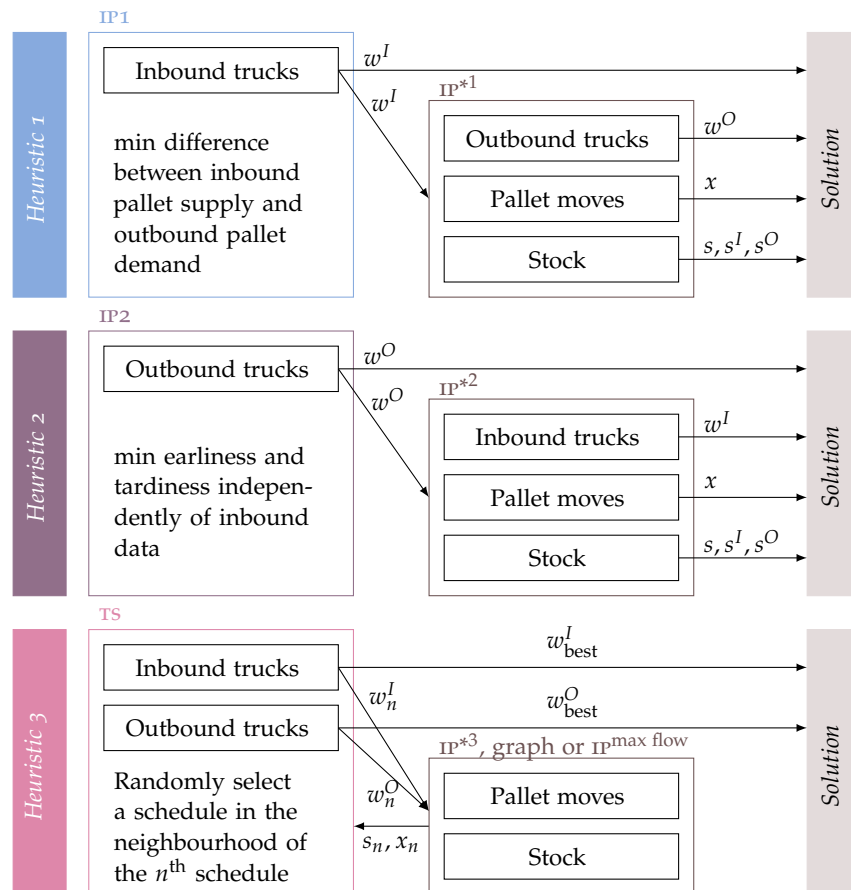 IP1
Heuristic 1
Inbound trucks
min difference
between inbound
pallet supply and
outbound pallet
demand
w^I
w^I
IP*1
Outbound trucks
w^O
Pallet moves
x
Stock
s, s^I, s^O
Solution
IP2
Heuristic 2
Outbound trucks
min earliness and
tardiness indepen-
dently of inbound
data
w^O
w^O
IP*2
Inbound trucks
w^I
Pallet moves
x
Stock
s, s^I, s^O
Solution
TS
Heuristic 3
Inbound trucks
Outbound trucks
Randomly select
a schedule in the
neighbourhood of
the n^th schedule
w^I_best
w^I_n
w^O_best
w^O_n
s_n, x_n
IP*3, graph or IP^max flow
Pallet moves
Stock
Solution